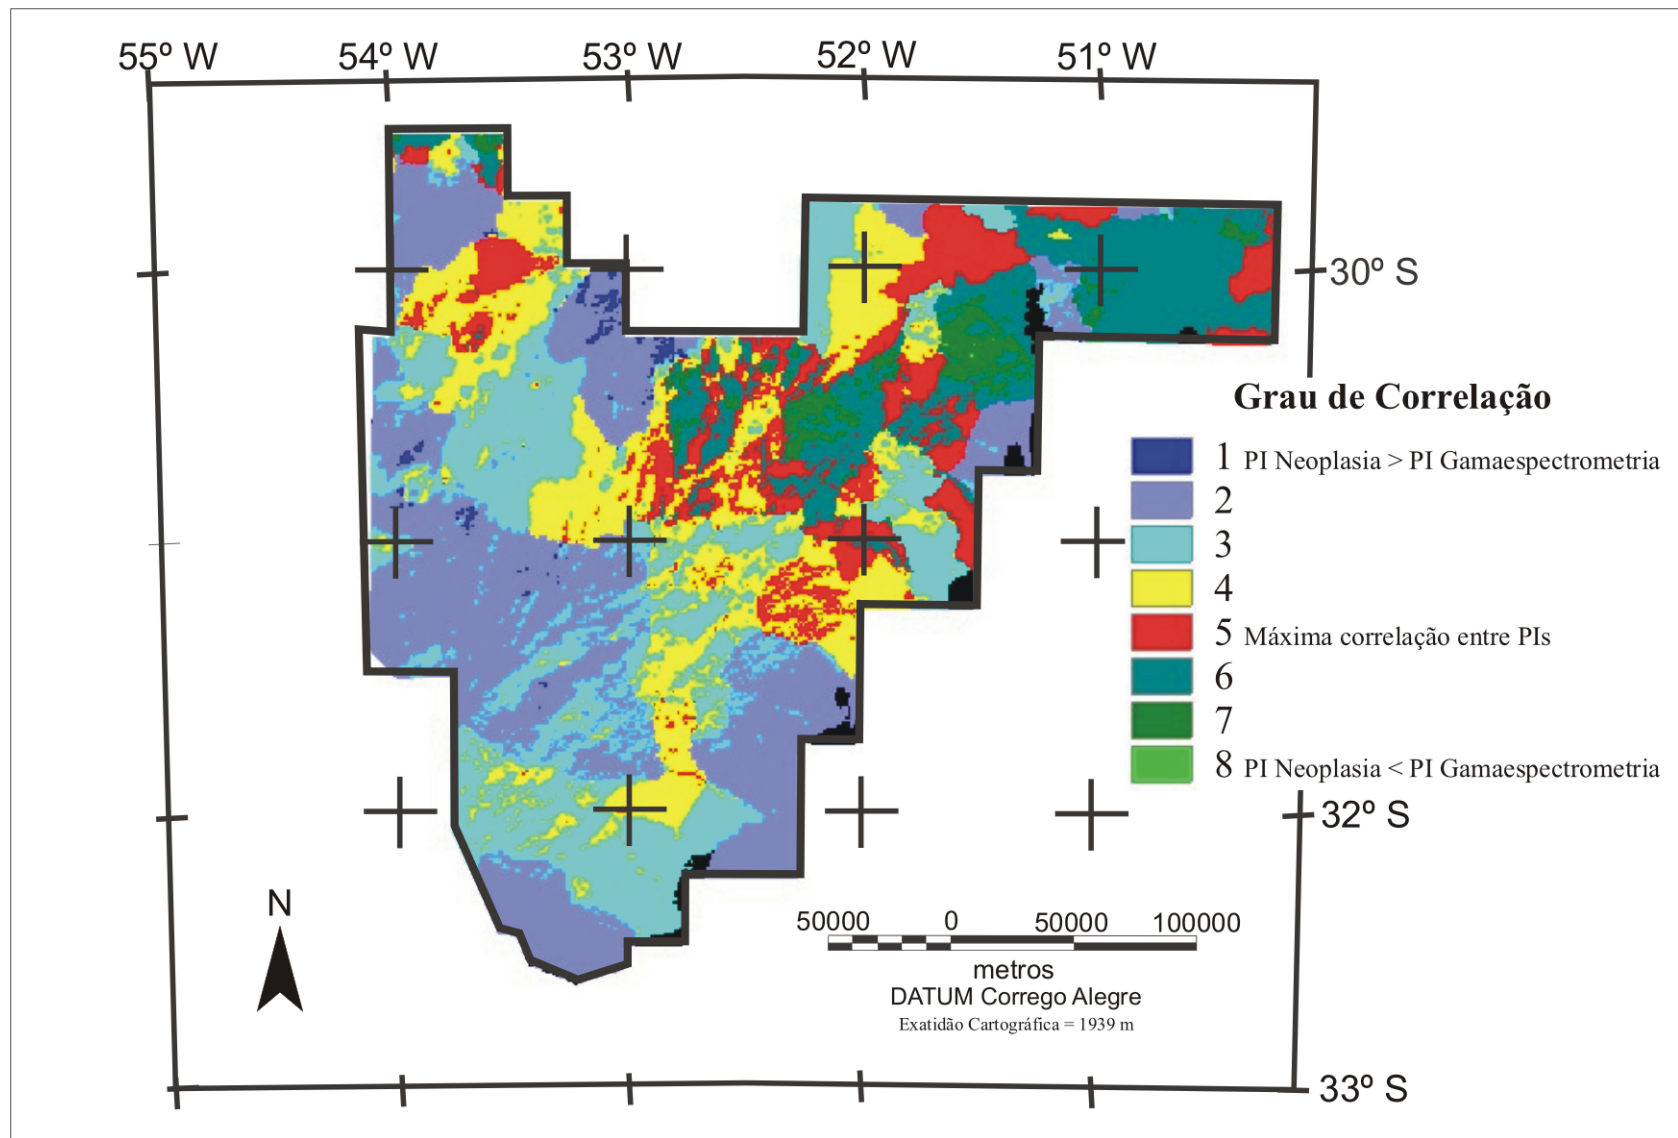 55º W 54º W 53º W 52º W 51º W
30º S
Grau de Correlação
1 PI Neoplasia > PI Gamaespectrometria
2
3
4
5 Máxima correlação entre PIs
6
7
8 PI Neoplasia < PI Gamaespectrometria
32º S
N
50000 0 50000 100000
metros
DATUM Corrego Alegre
Exatidão Cartográfica = 1939 m
33º S